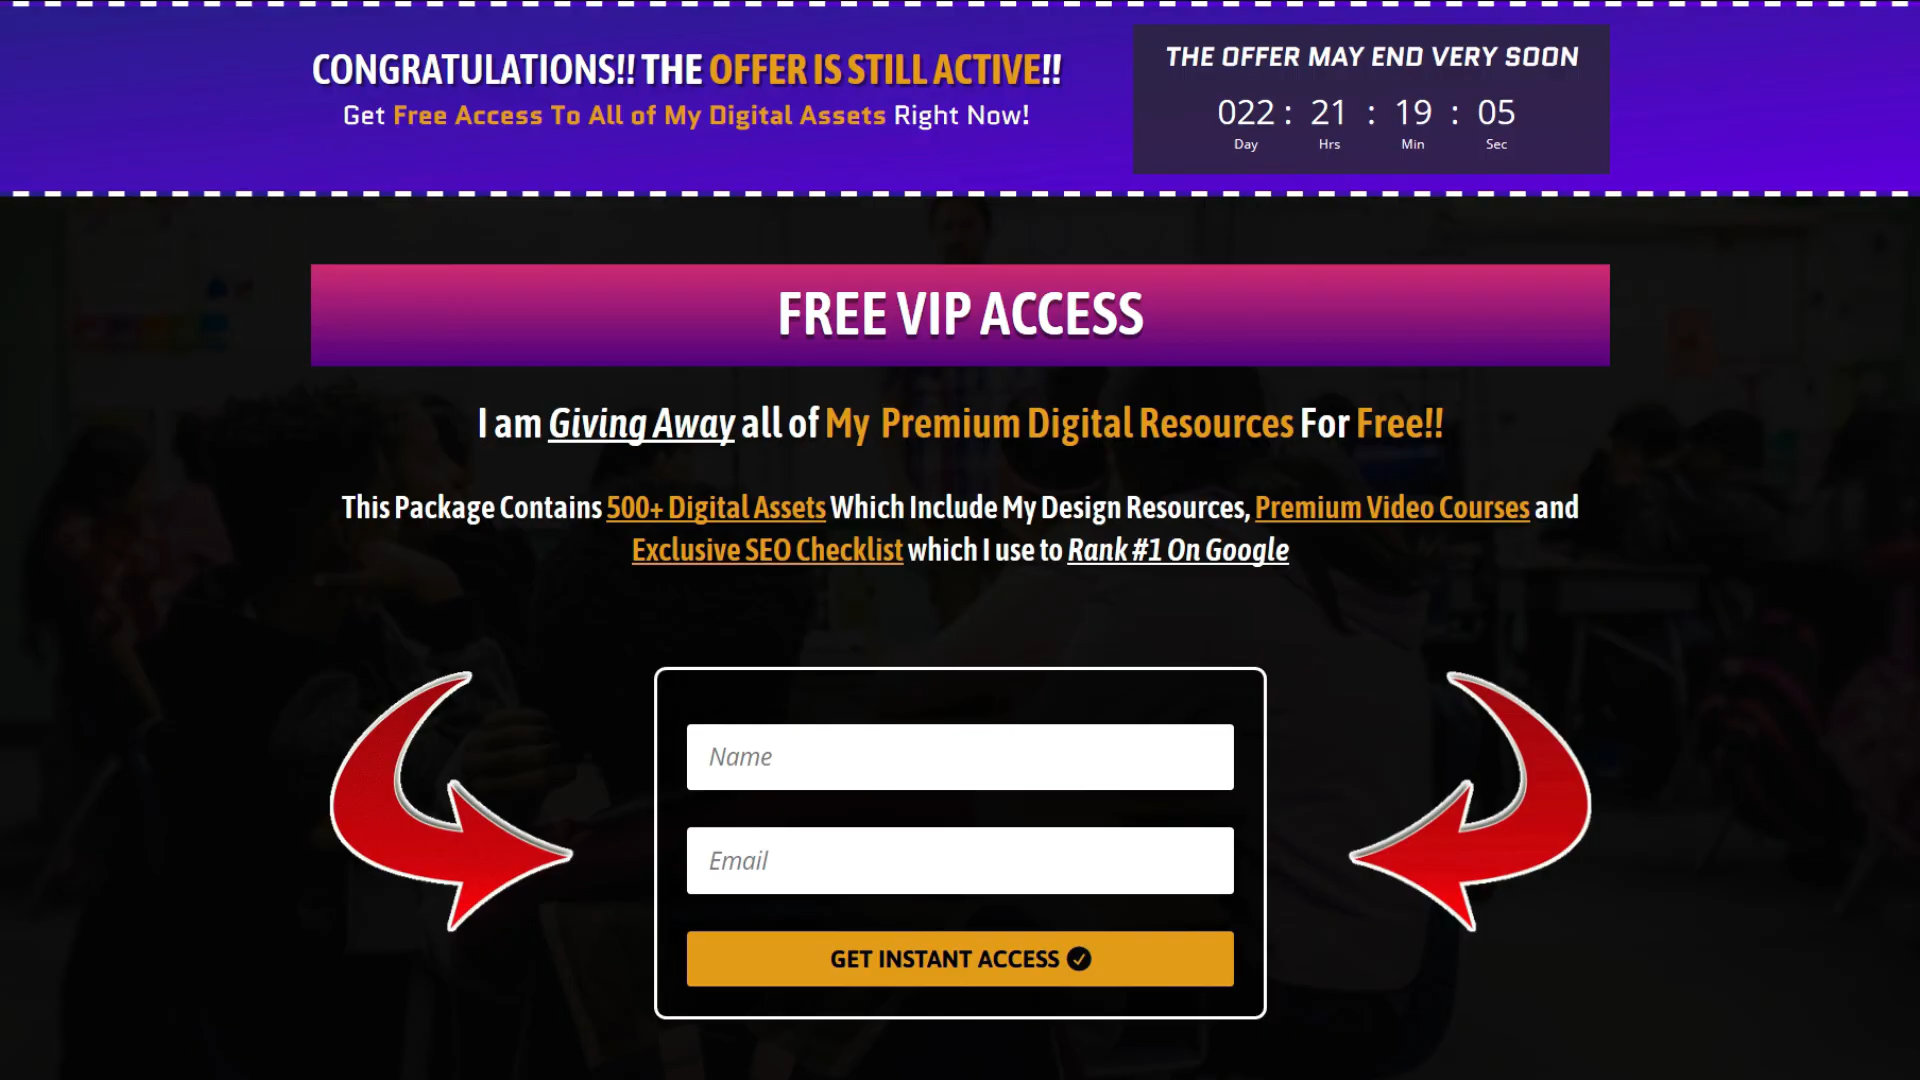 CONGRATULATIONS!! THE OFFER IS STILL ACTIVE!!
Get Free Access To All of My Digital Assets Right Now!
THE OFFER MAY END VERY SOON
022 : 21 : 19 : 05
Day Hrs Min Sec
FREE VIP ACCESS
I am Giving Away all of My Premium Digital Resources For Free!!
This Package Contains 500+ Digital Assets Which Include My Design Resources, Premium Video Courses and
Exclusive SEO Checklist which I use to Rank #1 On Google
Name
Email
GET INSTANT ACCESS